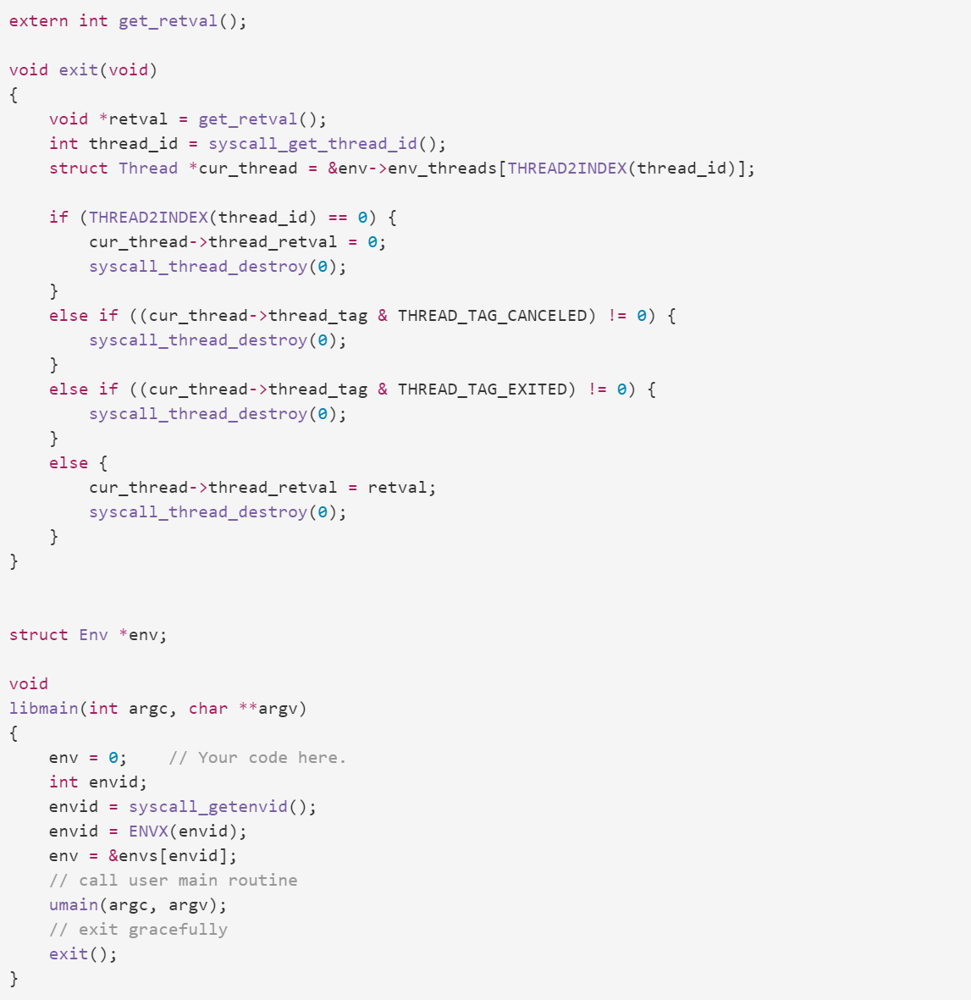 extern int get_retval();

void exit(void)
{
    void *retval = get_retval();
    int thread_id = syscall_get_thread_id();
    struct Thread *cur_thread = &env->env_threads[THREAD2INDEX(thread_id)];

    if (THREAD2INDEX(thread_id) == 0) {
        cur_thread->thread_retval = 0;
        syscall_thread_destroy(0);
    }
    else if ((cur_thread->thread_tag & THREAD_TAG_CANCELED) != 0) {
        syscall_thread_destroy(0);
    }
    else if ((cur_thread->thread_tag & THREAD_TAG_EXITED) != 0) {
        syscall_thread_destroy(0);
    }
    else {
        cur_thread->thread_retval = retval;
        syscall_thread_destroy(0);
    }
}


struct Env *env;

void
libmain(int argc, char **argv)
{
    env = 0;    // Your code here.
    int envid;
    envid = syscall_getenvid();
    envid = ENVX(envid);
    env = &envs[envid];
    // call user main routine
    umain(argc, argv);
    // exit gracefully
    exit();
}